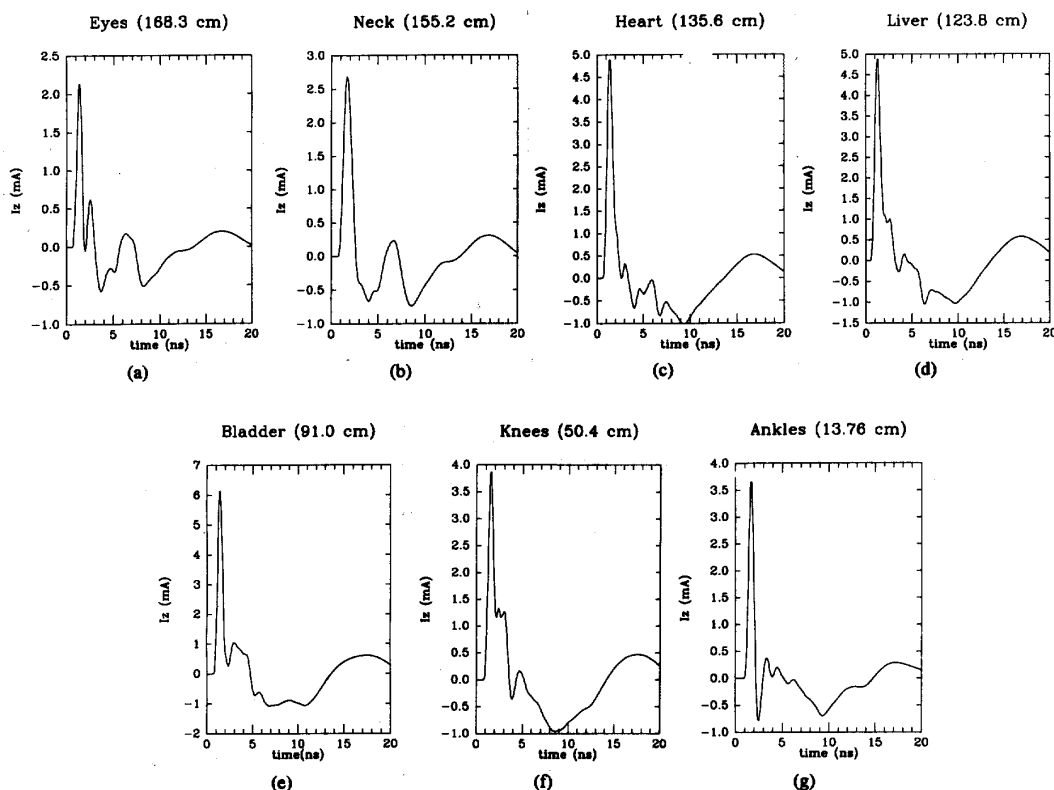 Eyes (168.3 cm)
Neck (155.2 cm)
Heart (135.6 cm)
Liver (123.8 cm)
2.5
2.0
1.5
1.0
0.5
0.0
−0.5
−1.0
Iz (mA)
0 5 10 15 20
time (ns)
(a)
3.0
2.5
2.0
1.5
1.0
0.5
0.0
−0.5
−1.0
Iz (mA)
0 5 10 15 20
time (ns)
(b)
5.0
4.5
4.0
3.5
3.0
2.5
2.0
1.5
1.0
0.5
0.0
−0.5
−1.0
Iz (mA)
0 5 10 15 20
time (ns)
(c)
5.0
4.5
4.0
3.5
3.0
2.5
2.0
1.5
1.0
0.5
0.0
−0.5
−1.0
−1.5
Iz (mA)
0 5 10 15 20
time (ns)
(d)
Bladder (91.0 cm)
Knees (50.4 cm)
Ankles (13.76 cm)
7
6
5
4
3
2
1
0
−1
−2
Iz (mA)
0 5 10 15 20
time(ns)
(e)
4.0
3.5
3.0
2.5
2.0
1.5
1.0
0.5
0.0
−0.5
−1.0
Iz (mA)
0 5 10 15 20
time (ns)
(f)
4.0
3.5
3.0
2.5
2.0
1.5
1.0
0.5
0.0
−0.5
−1.0
Iz (mA)
0 5 10 15 20
time (ns)
(g)